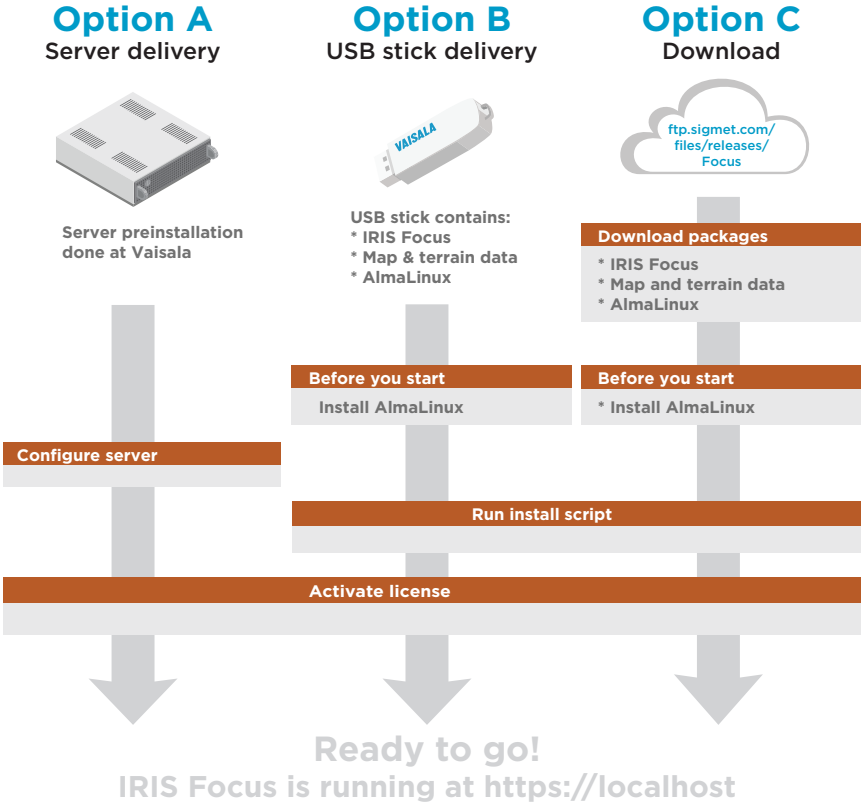 Option A
Server delivery
Server preinstallation
done at Vaisala
Option B
USB stick delivery
VAISALA
USB stick contains:
* IRIS Focus
* Map & terrain data
* AlmaLinux
Option C
Download
ftp.sigmet.com/
files/releases/
Focus
Download packages
* IRIS Focus
* Map and terrain data
* AlmaLinux
Before you start
Install AlmaLinux
Before you start
* Install AlmaLinux
Configure server
Run install script
Activate license
Ready to go!
IRIS Focus is running at https://localhost